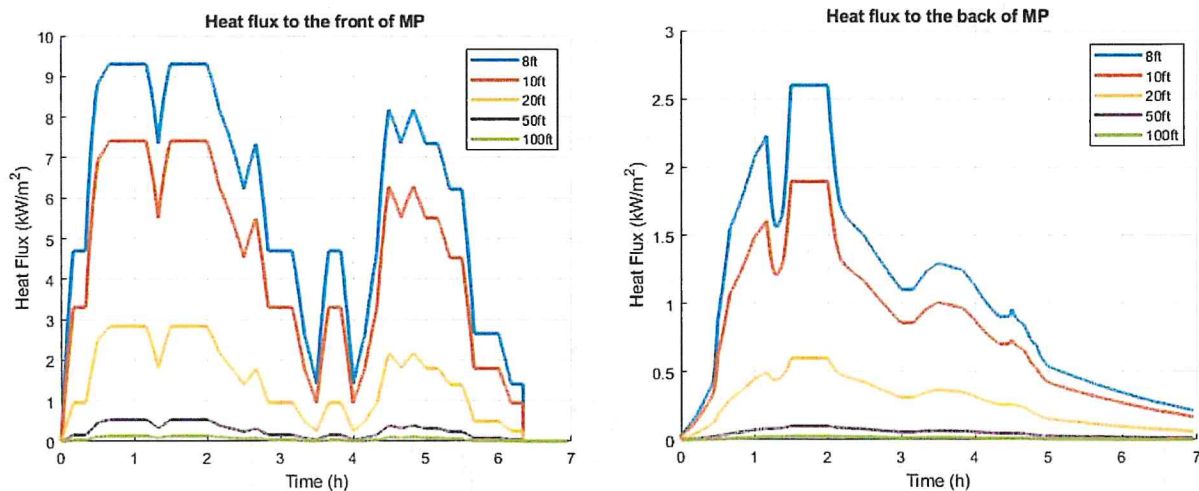 Heat flux to the front of MP
10
9
8
7
6
5
4
3
2
1
0
0 1 2 3 4 5 6 7
Heat Flux (kW/m²)
Time (h)
8ft
10ft
20ft
50ft
100ft
Heat flux to the back of MP
3
2.5
2
1.5
1
0.5
0
0 1 2 3 4 5 6 7
Heat Flux (kW/m²)
Time (h)
8ft
10ft
20ft
50ft
100ft